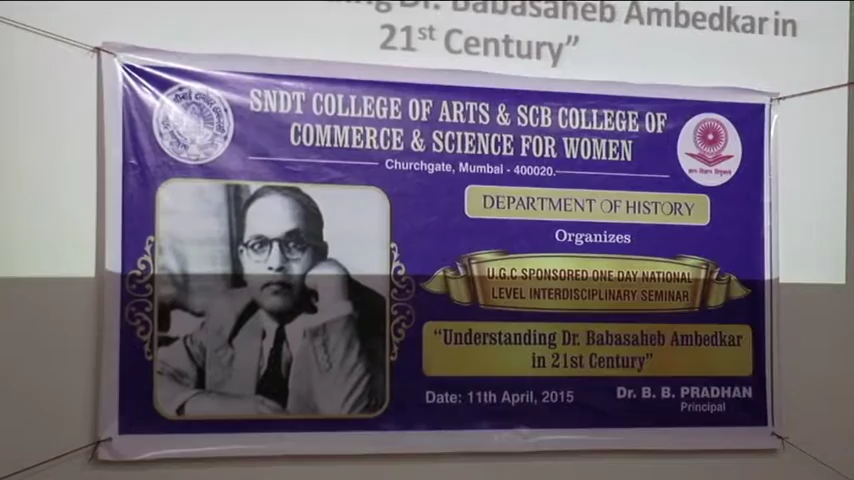 Dr. Babasaheb Ambedkar in
21st Century”
SNDT COLLEGE OF ARTS & SCB COLLEGE OF
COMMERCE & SCIENCE FOR WOMEN
Churchgate, Mumbai - 400020.
DEPARTMENT OF HISTORY
Organizes
U.G.C SPONSORED ONE DAY NATIONAL
LEVEL INTERDISCIPLINARY SEMINAR
“Understanding Dr. Babasaheb Ambedkar
in 21st Century”
Date: 11th April, 2015
Dr. B. B. PRADHAN
Principal